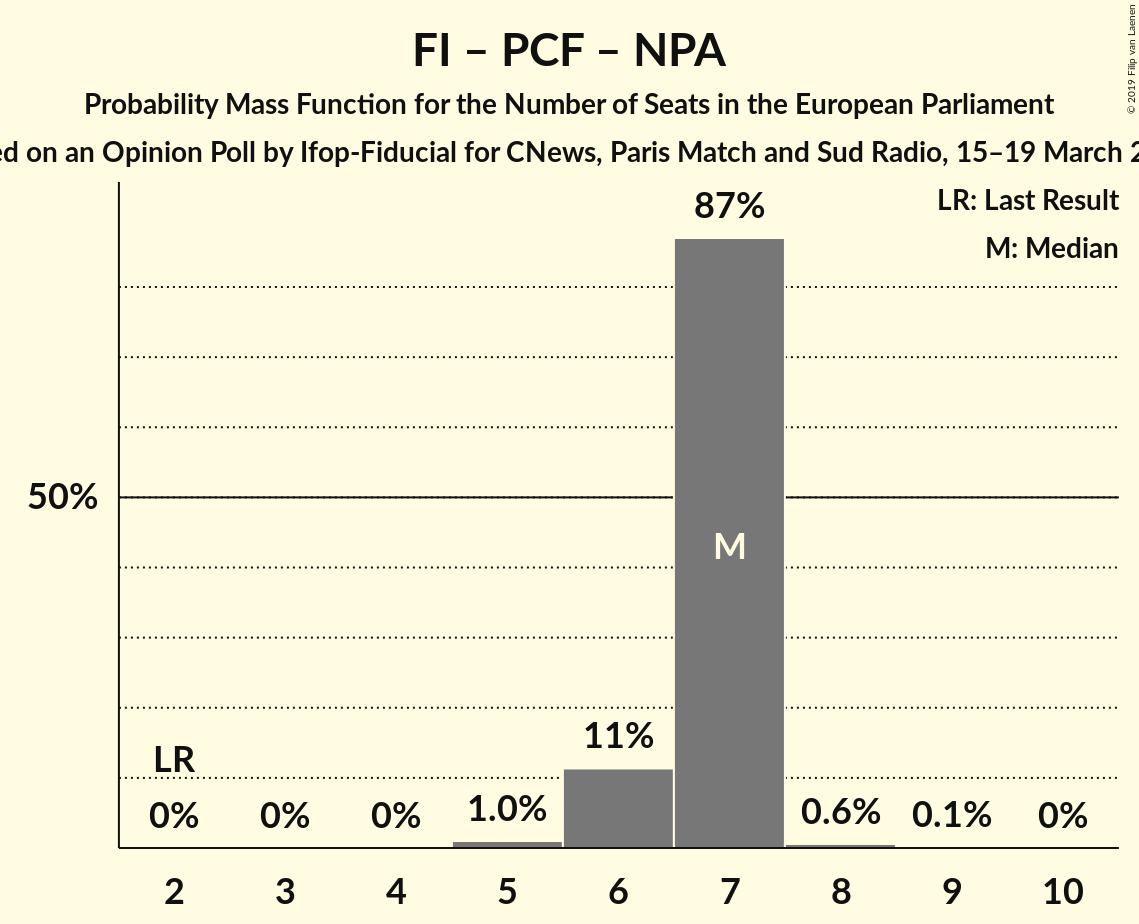 FI – PCF – NPA
Probability Mass Function for the Number of Seats in the European Parliament
on an Opinion Poll by Ifop-Fiducial for CNews, Paris Match and Sud Radio, 15–19 March
© 2019 Filip van Laenen
LR: Last Result
M: Median
87%
50%
M
11%
LR
0% 0% 0% 1.0% 0.6% 0.1% 0%
2 3 4 5 6 7 8 9 10